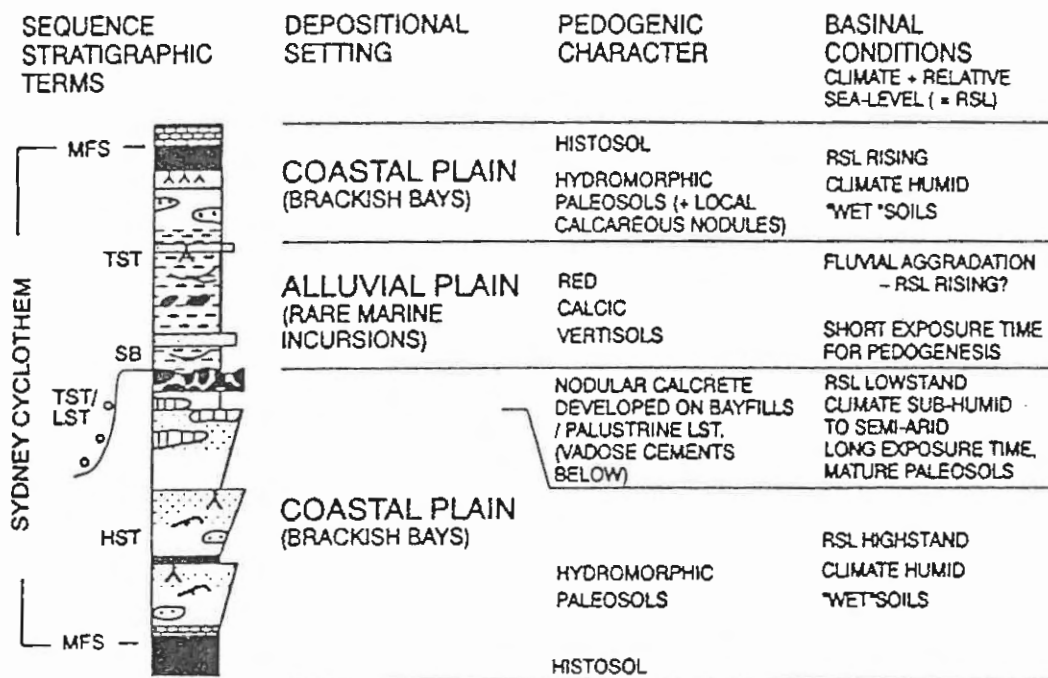 SEQUENCE
STRATIGRAPHIC
TERMS
DEPOSITIONAL
SETTING
PEDOGENIC
CHARACTER
BASINAL
CONDITIONS
CLIMATE + RELATIVE
SEA-LEVEL ( = RSL)
SYDNEY CYCLOTHEM
MFS
TST
SB
TST/
LST
HST
MFS
COASTAL PLAIN
(BRACKISH BAYS)
HISTOSOL
HYDROMORPHIC
PALEOSOLS (+ LOCAL
CALCAREOUS NODULES)
RSL RISING
CLIMATE HUMID
"WET "SOILS
ALLUVIAL PLAIN
(RARE MARINE
INCURSIONS)
RED
CALCIC
VERTISOLS
FLUVIAL AGGRADATION
– RSL RISING?
SHORT EXPOSURE TIME
FOR PEDOGENESIS
NODULAR CALCRETE
DEVELOPED ON BAYFILLS
/ PALUSTRINE LST.
(VADOSE CEMENTS
BELOW)
RSL LOWSTAND
CLIMATE SUB-HUMID
TO SEMI-ARID
LONG EXPOSURE TIME,
MATURE PALEOSOLS
COASTAL PLAIN
(BRACKISH BAYS)
HYDROMORPHIC
PALEOSOLS
HISTOSOL
RSL HIGHSTAND
CLIMATE HUMID
"WET"SOILS